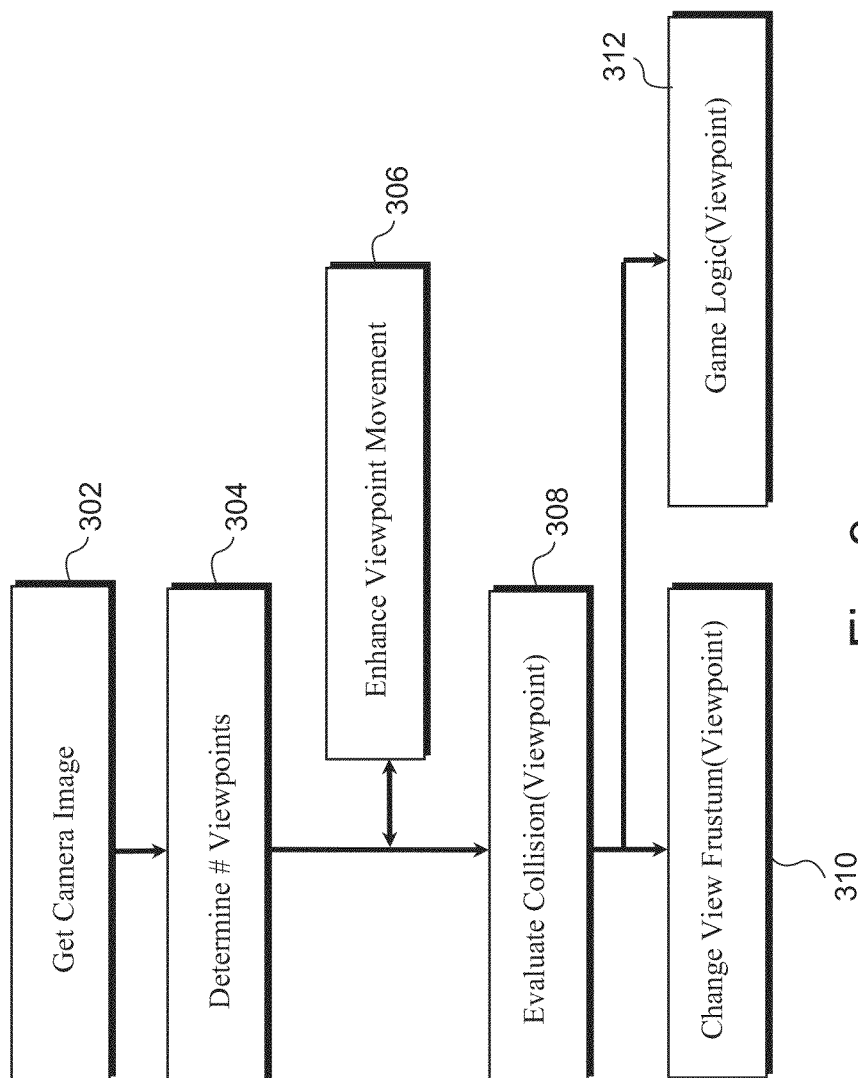 Get Camera Image
302
Determine # Viewpoints
304
Enhance Viewpoint Movement
306
Evaluate Collision(Viewpoint)
308
Change View Frustum(Viewpoint)
310
Game Logic(Viewpoint)
312